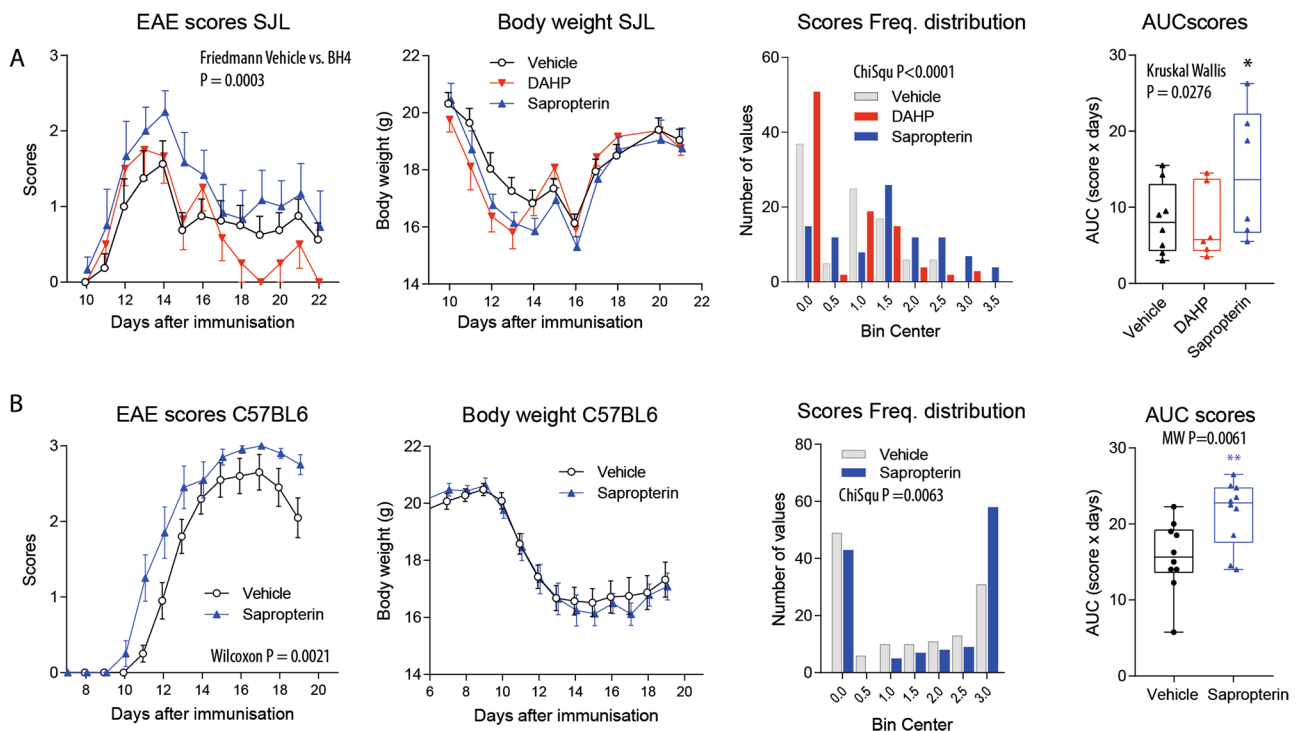 A
EAE scores SJL
Friedmann Vehicle vs. BH4
P = 0.0003
Scores
3
2
1
0
10 12 14 16 18 20 22
Days after immunisation
Body weight SJL
Vehicle
DAHP
Sapropterin
Body weight (g)
22
20
18
16
14
10 12 14 16 18 20 22
Days after immunisation
Scores Freq. distribution
ChiSqu P<0.0001
Vehicle
DAHP
Sapropterin
Number of values
60
40
20
0
0.0 0.5 1.0 1.5 2.0 2.5 3.0 3.5
Bin Center
AUCscores
Kruskal Wallis
P = 0.0276
*
AUC (score x days)
30
20
10
0
Vehicle DAHP Sapropterin
B
EAE scores C57BL6
Scores
3
2
1
0
Vehicle
Sapropterin
Wilcoxon P = 0.0021
8 10 12 14 16 18 20
Days after immunisation
Body weight C57BL6
Vehicle
Sapropterin
Body weight (g)
22
20
18
16
14
6 8 10 12 14 16 18 20
Days after immunisation
Scores Freq. distribution
Vehicle
Sapropterin
ChiSqu P =0.0063
Number of values
80
60
40
20
0
0.0 0.5 1.0 1.5 2.0 2.5 3.0
Bin Center
AUC scores
MW P=0.0061
**
AUC (score x days)
30
20
10
0
Vehicle Sapropterin